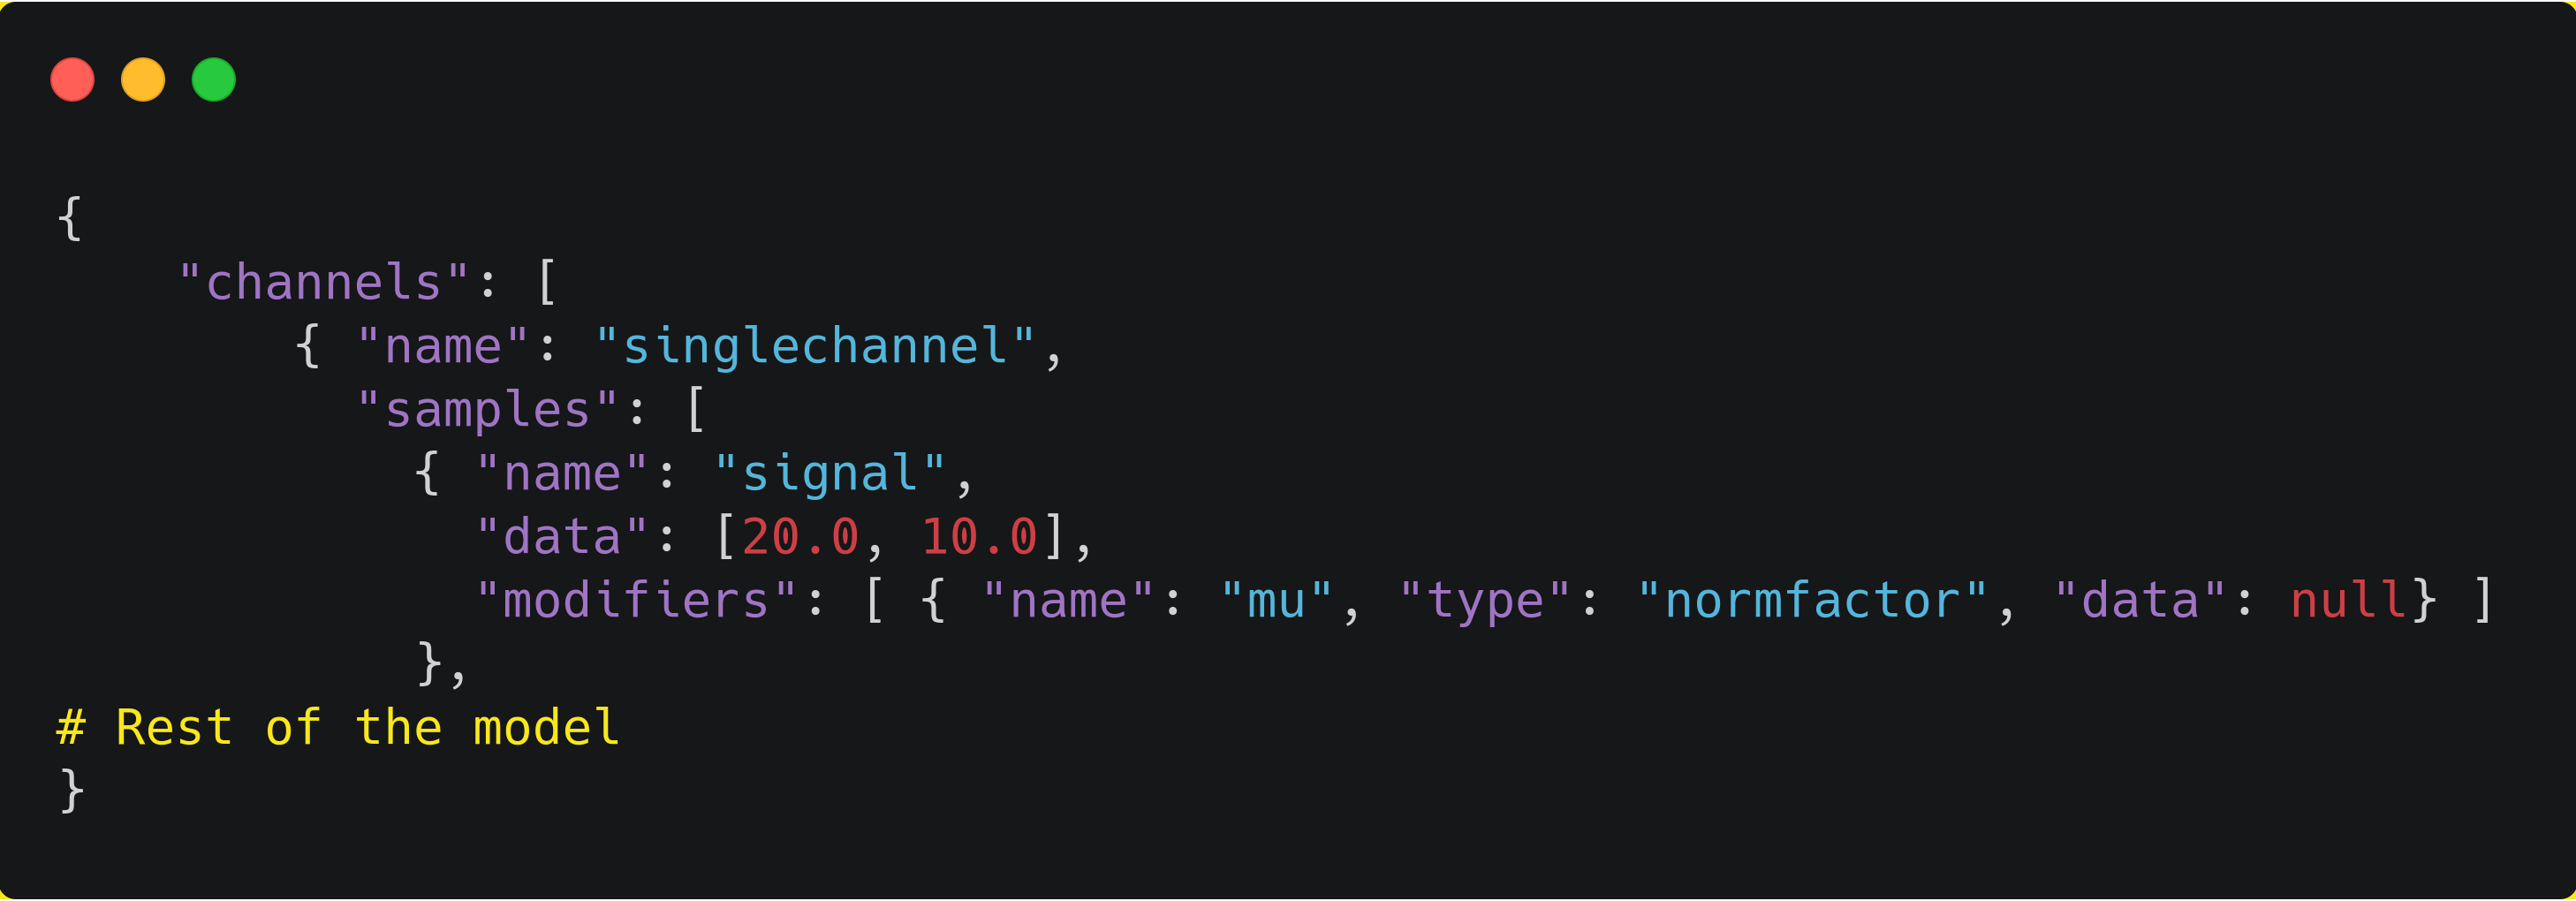 {
    "channels": [
        { "name": "singlechannel",
          "samples": [
            { "name": "signal",
              "data": [20.0, 10.0],
              "modifiers": [ { "name": "mu", "type": "normfactor", "data": null} ]
            },
# Rest of the model
}